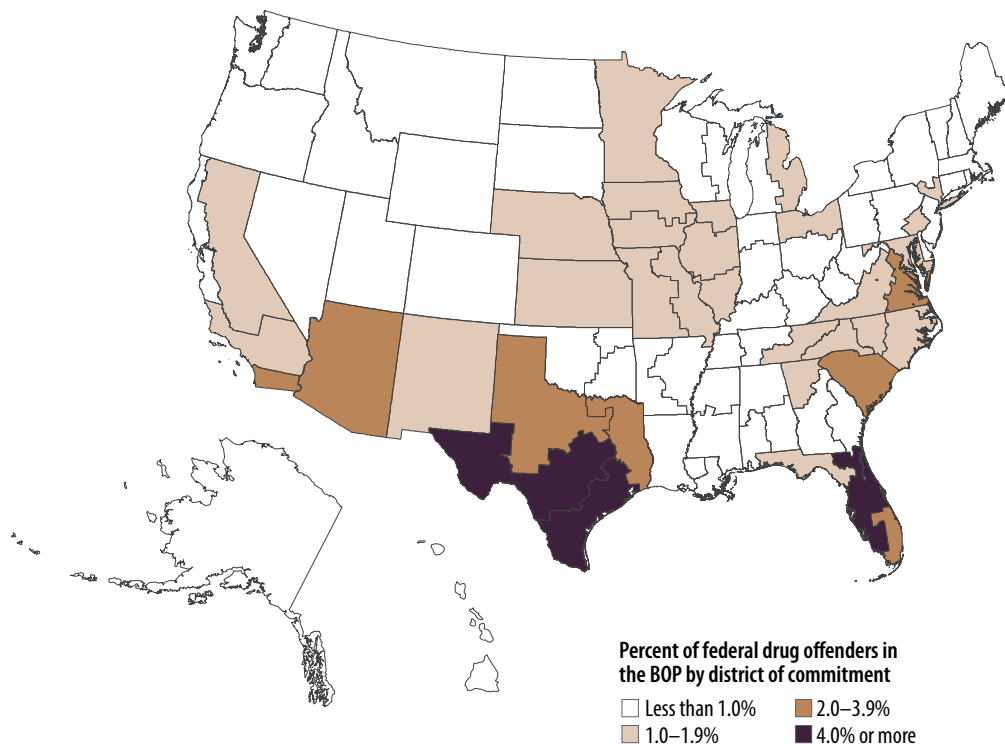 Percent of federal drug offenders in
the BOP by district of commitment
Less than 1.0%
2.0–3.9%
1.0–1.9%
4.0% or more